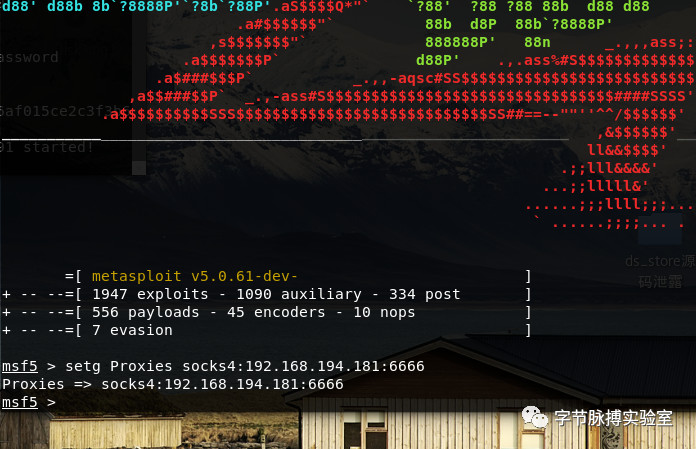 d88' d88b 8b`?8888P'`?8b`?88P'.aS$$$$Q*"`    `?88'  ?88 ?88 88b  d88 d88
.a#$$$$$$"`          88b  d8P  88b`?8888P'
,s$$$$$$$"`             888888P'   88n      _.,,,ass;:
assword
.a$$$$$$$P`               d88P'    .,.ass%#S$$$$$$$$$$$$$$
.a$###$$$P`           _.,,-aqsc#SS$$$$$$$$$$$$$$$$$$$$$$$$$$
,a$$###$$P`  _.,-ass#S$$$$$$$$$$$$$$$$$$$$$$$$$$$$$$$$####SSSS'
.a$$$$$$$$$$SSS$$$$$$$$$$$$$$$$$$$$$$$$$$$$SS##==--""''^^/$$$$$$'
91 started!
,&$$$$$$'
ll&&$$$$'
.;;lll&&&&'
...;;lllll&'
......;;;llll;;;....
` ......;;;;... .
ds_store源
码泄露
=[ metasploit v5.0.61-dev-                          ]
+ -- --=[ 1947 exploits - 1090 auxiliary - 334 post       ]
+ -- --=[ 556 payloads - 45 encoders - 10 nops            ]
+ -- --=[ 7 evasion                                       ]
msf5 > setg Proxies socks4:192.168.194.181:6666
Proxies => socks4:192.168.194.181:6666
msf5 >
字节脉搏实验室